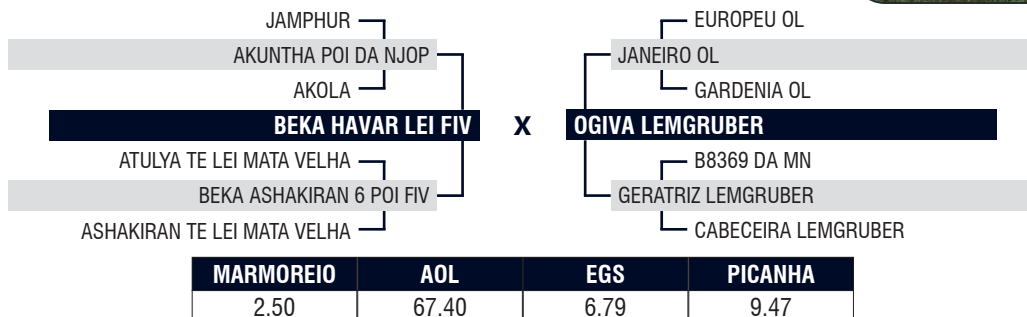 JAMPHUR EUROPEU OL
AKUNTHA POI DA NJOP JANEIRO OL
AKOLA GARDENIA OL
BEKA HAVAR LEI FIV X OGIVA LEMGRUBER
ATULYA TE LEI MATA VELHA B8369 DA MN
BEKA ASHAKIRAN 6 POI FIV GERATRIZ LEMGRUBER
ASHAKIRAN TE LEI MATA VELHA CABECEIRA LEMGRUBER
MARMOREIO AOL EGS PICANHA
2.50 67.40 6.79 9.47